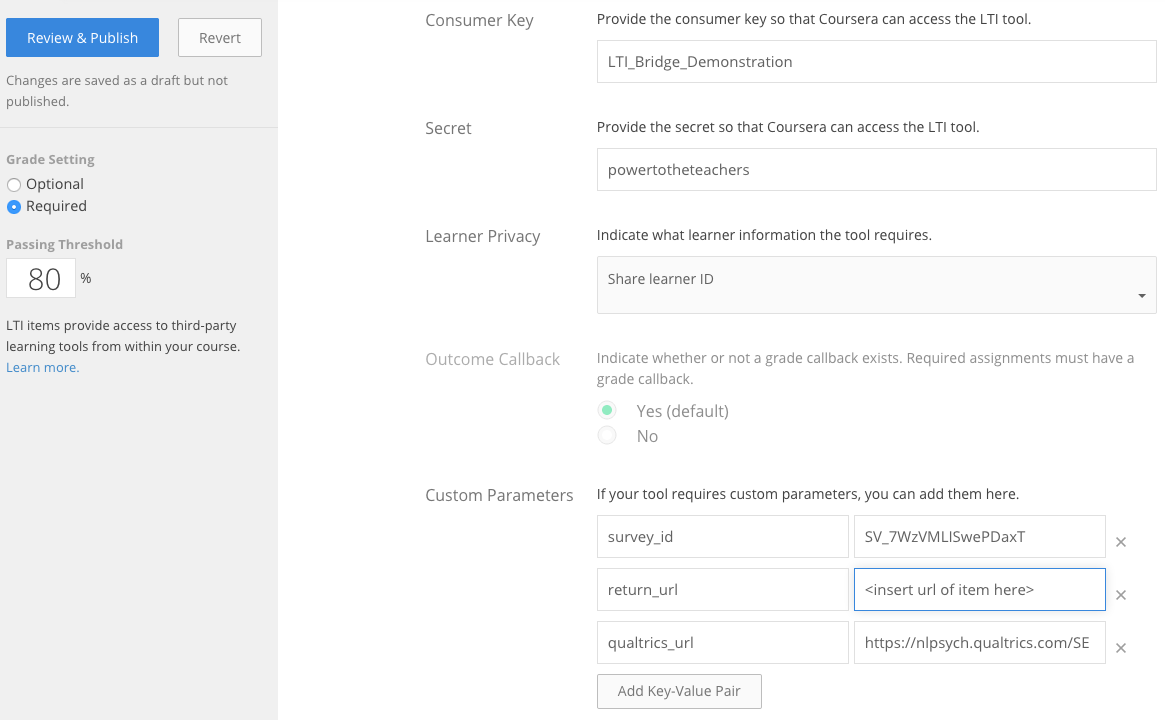 Review & Publish
Revert
Changes are saved as a draft but not
published.
Grade Setting
Optional
Required
Passing Threshold
80 %
LTI items provide access to third-party
learning tools from within your course.
Learn more.
Consumer Key
Provide the consumer key so that Coursera can access the LTI tool.
LTI_Bridge_Demonstration
Secret
Provide the secret so that Coursera can access the LTI tool.
powertotheteachers
Learner Privacy
Indicate what learner information the tool requires.
Share learner ID
Outcome Callback
Indicate whether or not a grade callback exists. Required assignments must have a
grade callback.
Yes (default)
No
Custom Parameters
If your tool requires custom parameters, you can add them here.
survey_id SV_7WzVMLlSwePDaxT
return_url <insert url of item here>
qualtrics_url https://nlpsych.qualtrics.com/SE
Add Key-Value Pair